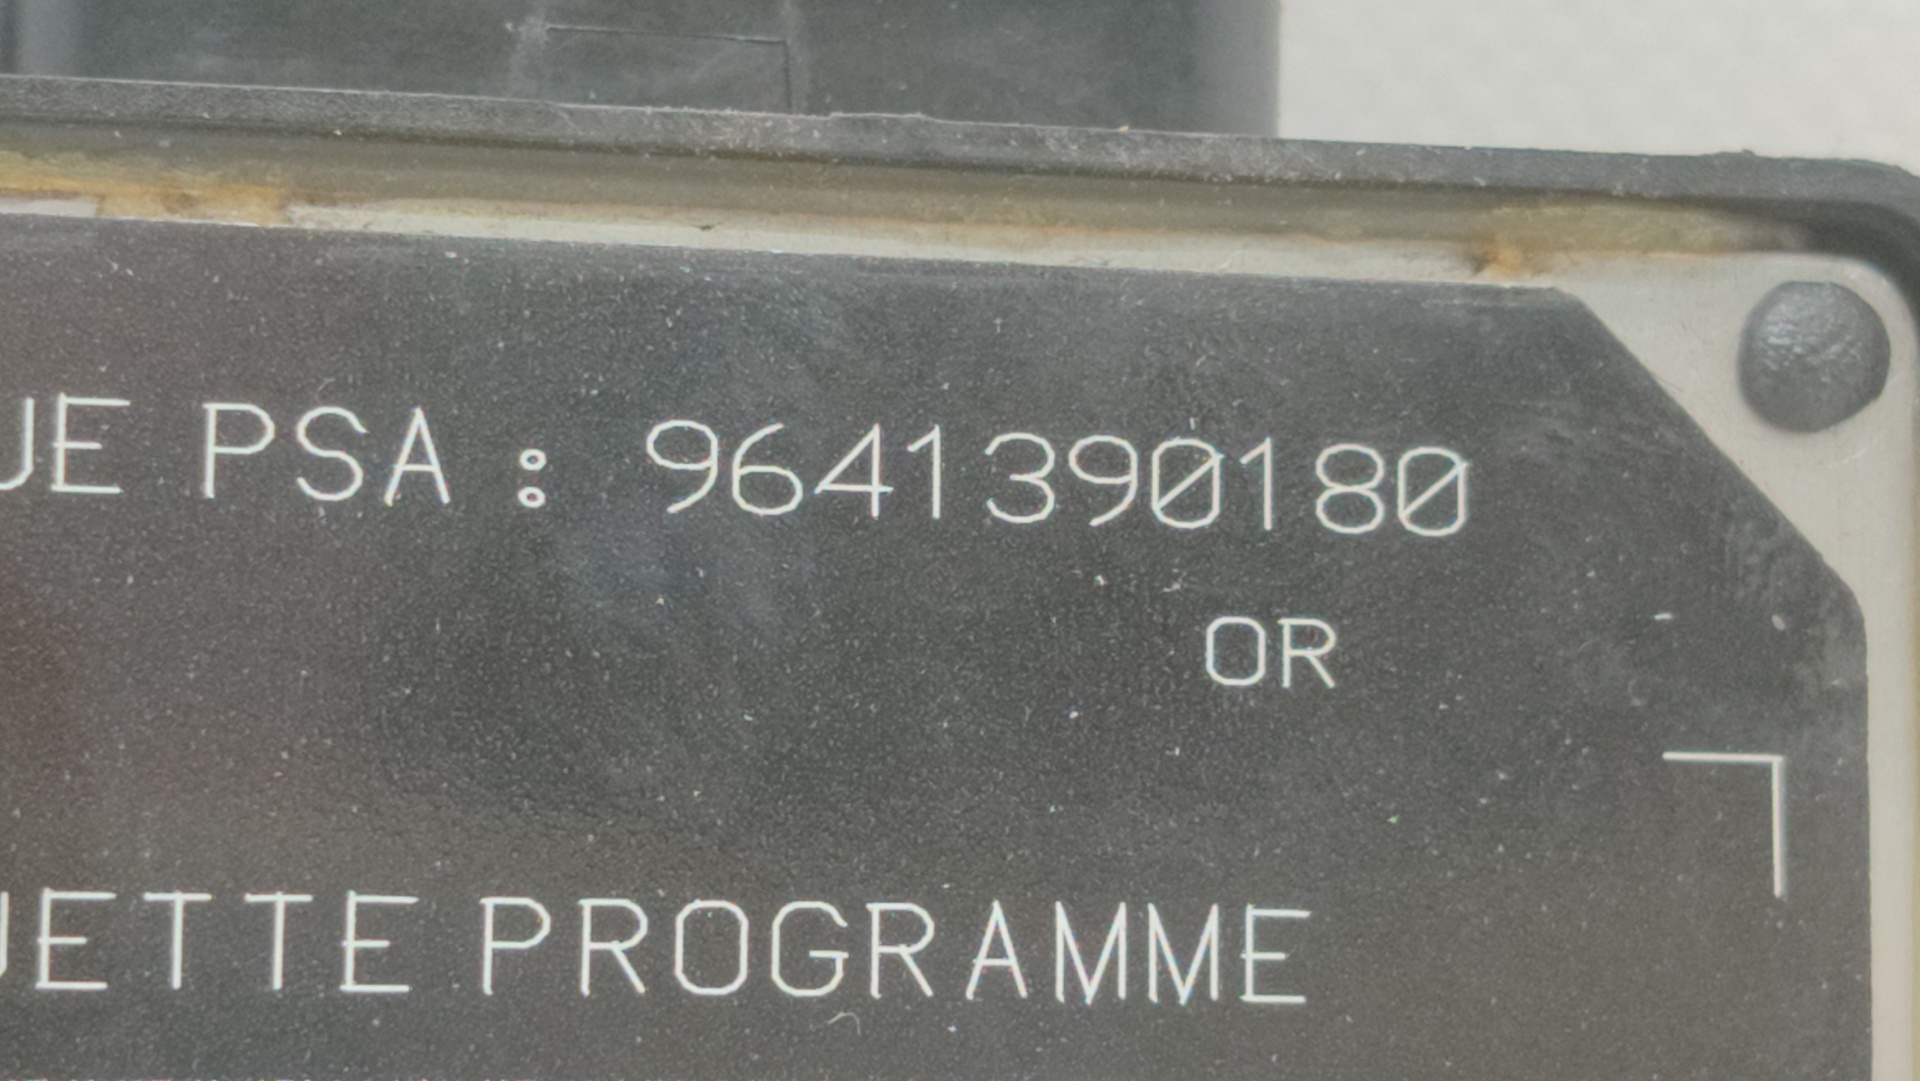 UE PSA : 9641390180
OR
UETTE PROGRAMME